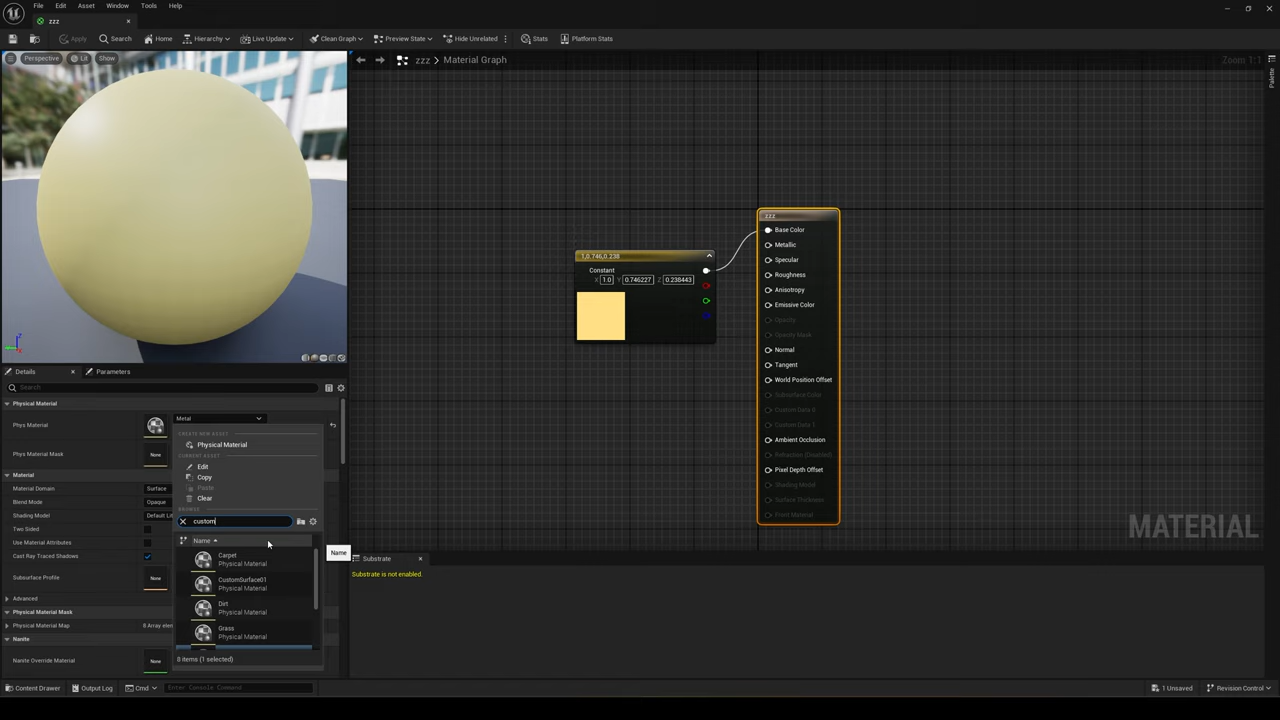 File Edit Asset Window Tools Help
zzz
Apply Search Home Hierarchy Live Update Clean Graph Preview State Hide Unrelated Stats Platform Stats
Perspective Lit Show
zzz > Material Graph
Zoom 1:1
Palette
zzz
Base Color
Metallic
Specular
Roughness
Anisotropy
Emissive Color
Opacity
Opacity Mask
Normal
Tangent
World Position Offset
Subsurface Color
Custom Data 0
Custom Data 1
Ambient Occlusion
Refraction (Disabled)
Pixel Depth Offset
Shading Model
Surface Thickness
Front Material
1,0.746,0.238
Constant
X 1.0 Y 0.746227 Z 0.238443
MATERIAL
Details Parameters
Search
Physical Material
Phys Material Metal
Phys Material Mask None
Material
Material Domain Surface
Blend Mode Opaque
Shading Model Default Lit
Two Sided
Use Material Attributes
Cast Ray Traced Shadows
Subsurface Profile None
Advanced
Physical Material Mask
Physical Material Map 8 Array elem
Nanite
Nanite Override Material None
CREATE NEW ASSET
Physical Material
CURRENT ASSET
Edit
Copy
Paste
Clear
BROWSE
custom
Name
Name
Carpet
Physical Material
CustomSurface01
Physical Material
Dirt
Physical Material
Grass
Physical Material
8 items (1 selected)
Substrate
Substrate is not enabled.
Content Drawer Output Log Cmd Enter Console Command 1 Unsaved Revision Control